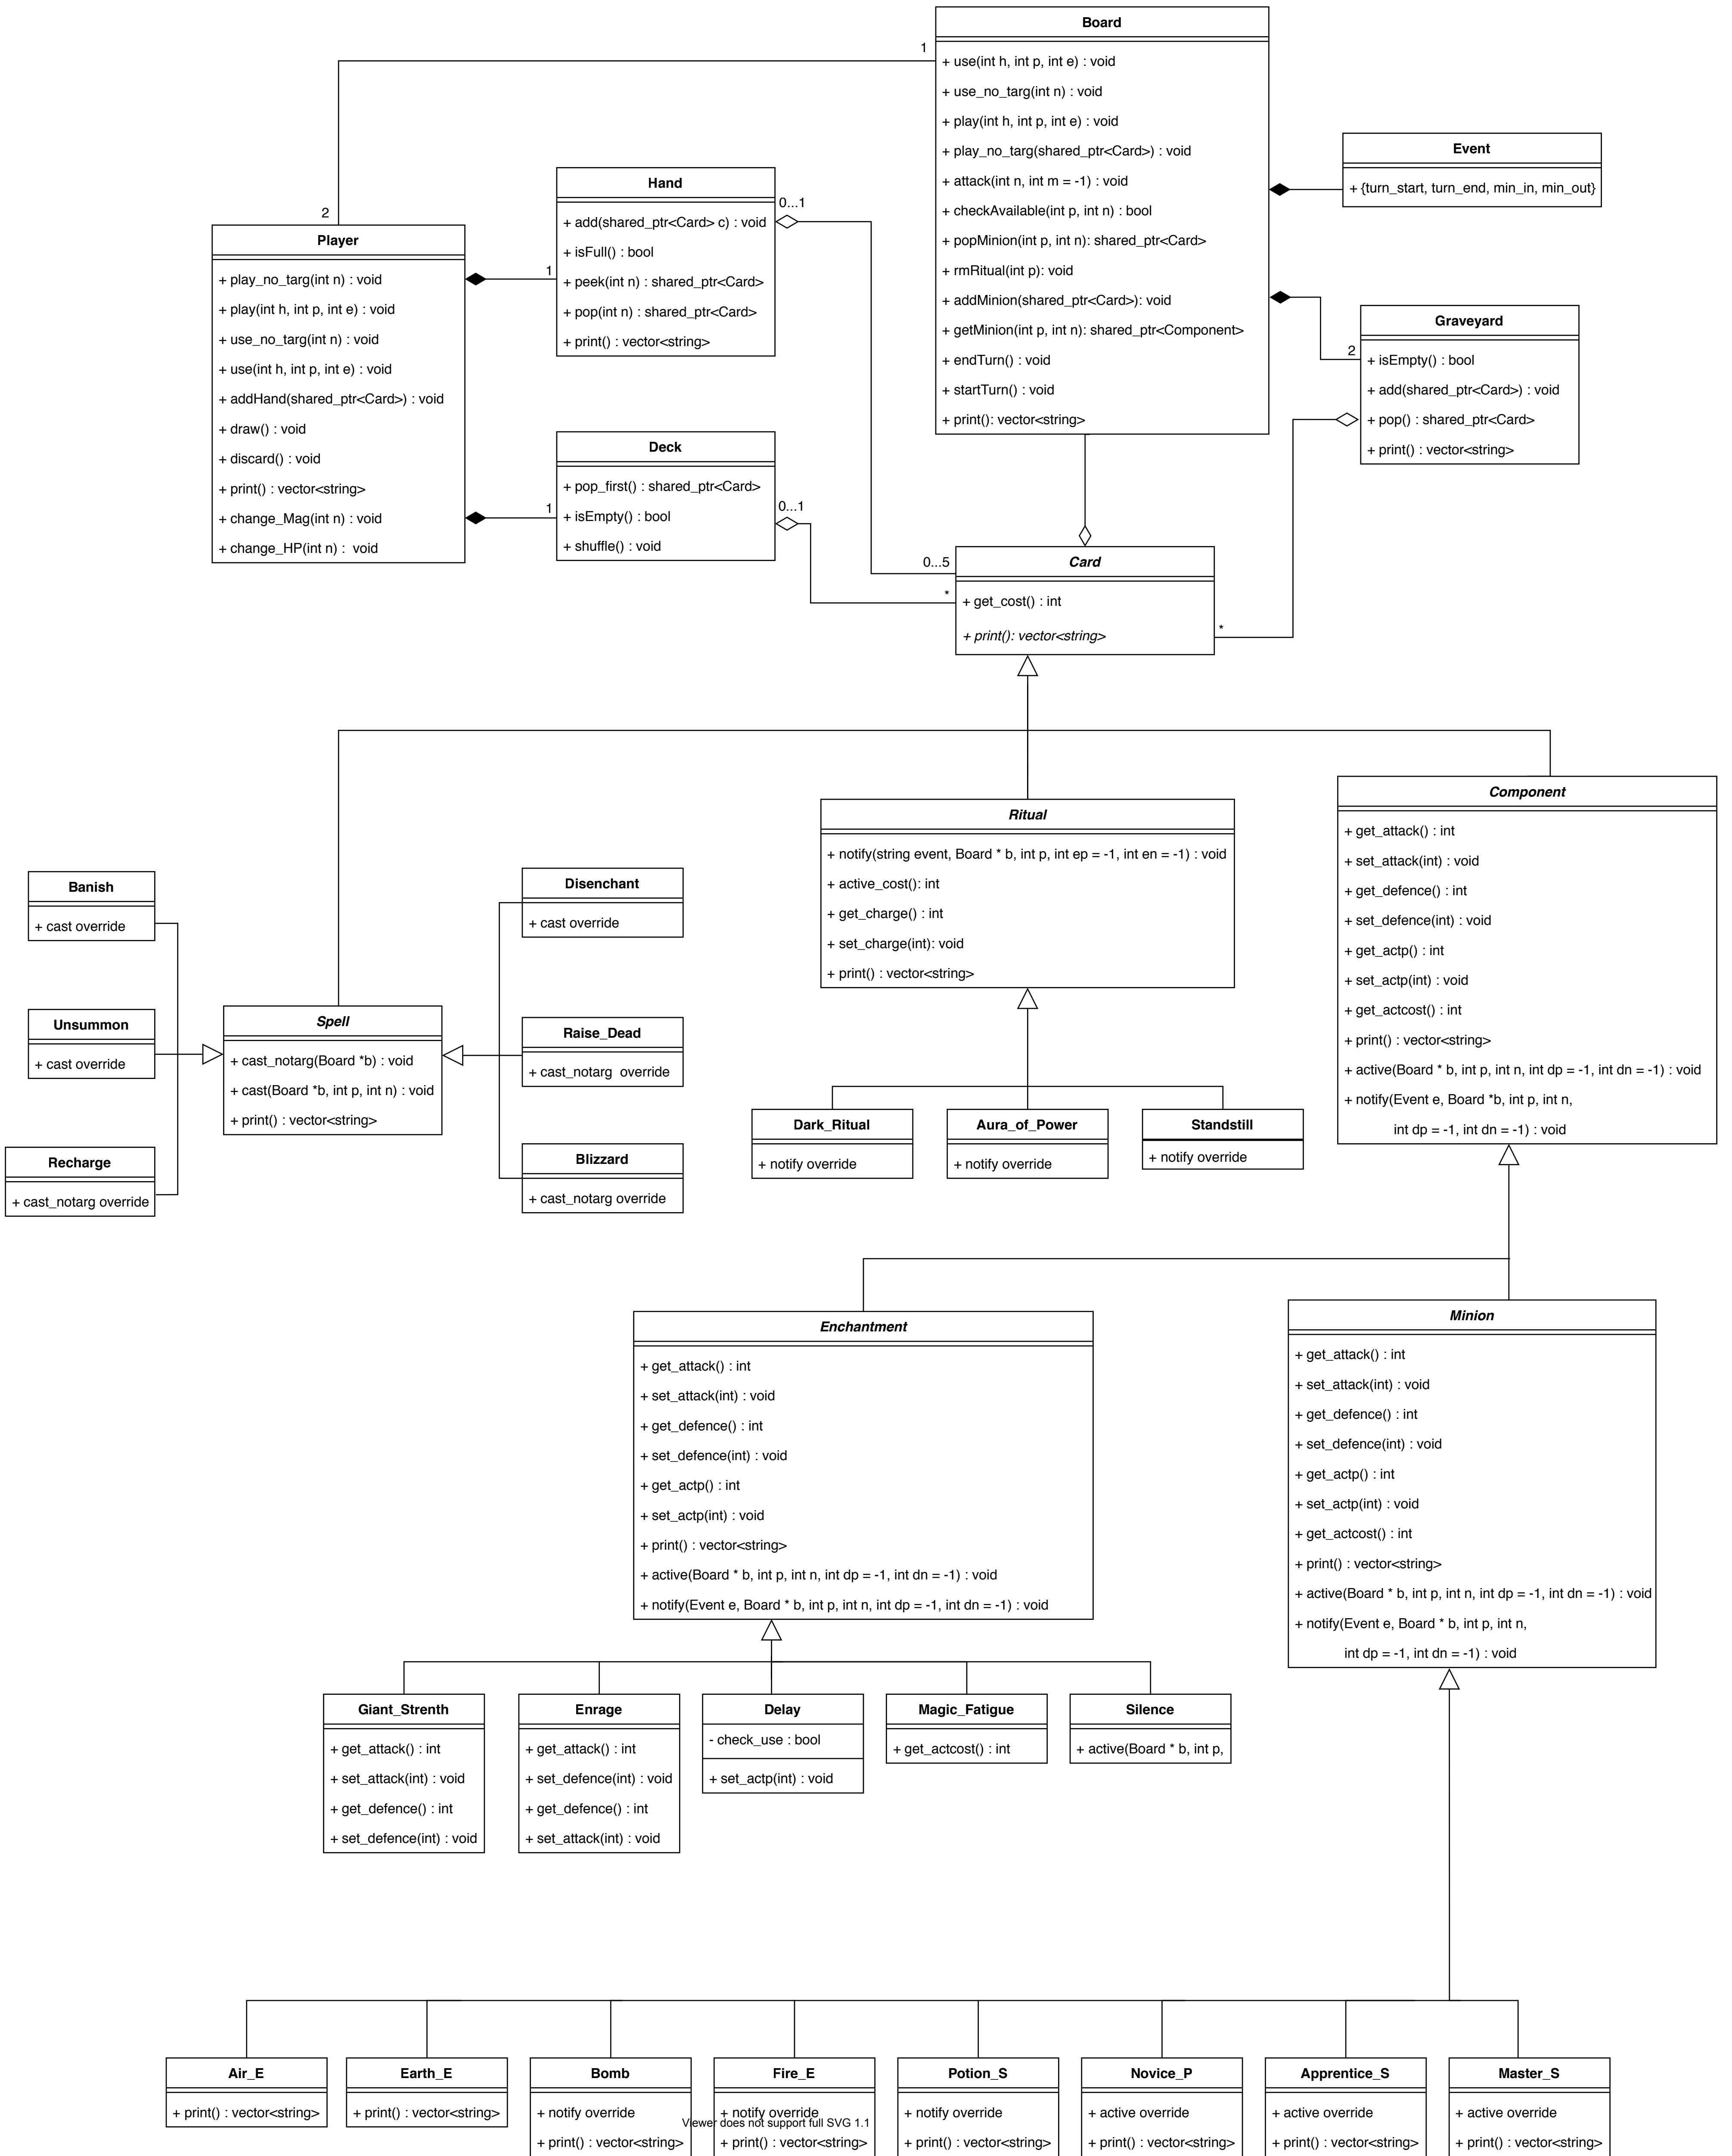 Board
+ use(int h, int p, int e) : void
+ use_no_targ(int n) : void
+ play(int h, int p, int e) : void
+ play_no_targ(shared_ptr<Card>) : void
+ attack(int n, int m = -1) : void
+ checkAvailable(int p, int n) : bool
+ popMinion(int p, int n): shared_ptr<Card>
+ rmRitual(int p): void
+ addMinion(shared_ptr<Card>): void
+ getMinion(int p, int n): shared_ptr<Component>
+ endTurn() : void
+ startTurn() : void
+ print(): vector<string>
1
2
Event
+ {turn_start, turn_end, min_in, min_out}
Hand
+ add(shared_ptr<Card> c) : void
+ isFull() : bool
+ peek(int n) : shared_ptr<Card>
+ pop(int n) : shared_ptr<Card>
+ print() : vector<string>
0...1
1
Player
+ play_no_targ(int n) : void
+ play(int h, int p, int e) : void
+ use_no_targ(int n) : void
+ use(int h, int p, int e) : void
+ addHand(shared_ptr<Card>) : void
+ draw() : void
+ discard() : void
+ print() : vector<string>
+ change_Mag(int n) : void
+ change_HP(int n) :  void
Graveyard
+ isEmpty() : bool
+ add(shared_ptr<Card>) : void
+ pop() : shared_ptr<Card>
+ print() : vector<string>
2
Deck
+ pop_first() : shared_ptr<Card>
+ isEmpty() : bool
+ shuffle() : void
1
0...1
0...5
*
Card
+ get_cost() : int
+ print(): vector<string>
*
Ritual
+ notify(string event, Board * b, int p, int ep = -1, int en = -1) : void
+ active_cost(): int
+ get_charge() : int
+ set_charge(int): void
+ print() : vector<string>
Component
+ get_attack() : int
+ set_attack(int) : void
+ get_defence() : int
+ set_defence(int) : void
+ get_actp() : int
+ set_actp(int) : void
+ get_actcost() : int
+ print() : vector<string>
+ active(Board * b, int p, int n, int dp = -1, int dn = -1) : void
+ notify(Event e, Board *b, int p, int n,
int dp = -1, int dn = -1) : void
Banish
+ cast override
Disenchant
+ cast override
Unsummon
+ cast override
Spell
+ cast_notarg(Board *b) : void
+ cast(Board *b, int p, int n) : void
+ print() : vector<string>
Raise_Dead
+ cast_notarg  override
Recharge
+ cast_notarg override
Blizzard
+ cast_notarg override
Dark_Ritual
+ notify override
Aura_of_Power
+ notify override
Standstill
+ notify override
Enchantment
+ get_attack() : int
+ set_attack(int) : void
+ get_defence() : int
+ set_defence(int) : void
+ get_actp() : int
+ set_actp(int) : void
+ print() : vector<string>
+ active(Board * b, int p, int n, int dp = -1, int dn = -1) : void
+ notify(Event e, Board * b, int p, int n, int dp = -1, int dn = -1) : void
Minion
+ get_attack() : int
+ set_attack(int) : void
+ get_defence() : int
+ set_defence(int) : void
+ get_actp() : int
+ set_actp(int) : void
+ get_actcost() : int
+ print() : vector<string>
+ active(Board * b, int p, int n, int dp = -1, int dn = -1) : void
+ notify(Event e, Board * b, int p, int n,
int dp = -1, int dn = -1) : void
Giant_Strenth
+ get_attack() : int
+ set_attack(int) : void
+ get_defence() : int
+ set_defence(int) : void
Enrage
+ get_attack() : int
+ set_defence(int) : void
+ get_defence() : int
+ set_attack(int) : void
Delay
- check_use : bool
+ set_actp(int) : void
Magic_Fatigue
+ get_actcost() : int
Silence
+ active(Board * b, int p,
Air_E
+ print() : vector<string>
Earth_E
+ print() : vector<string>
Bomb
+ notify override
+ print() : vector<string>
Fire_E
+ notify override
+ print() : vector<string>
Potion_S
+ notify override
+ print() : vector<string>
Novice_P
+ active override
+ print() : vector<string>
Apprentice_S
+ active override
+ print() : vector<string>
Master_S
+ active override
+ print() : vector<string>
Viewer does not support full SVG 1.1